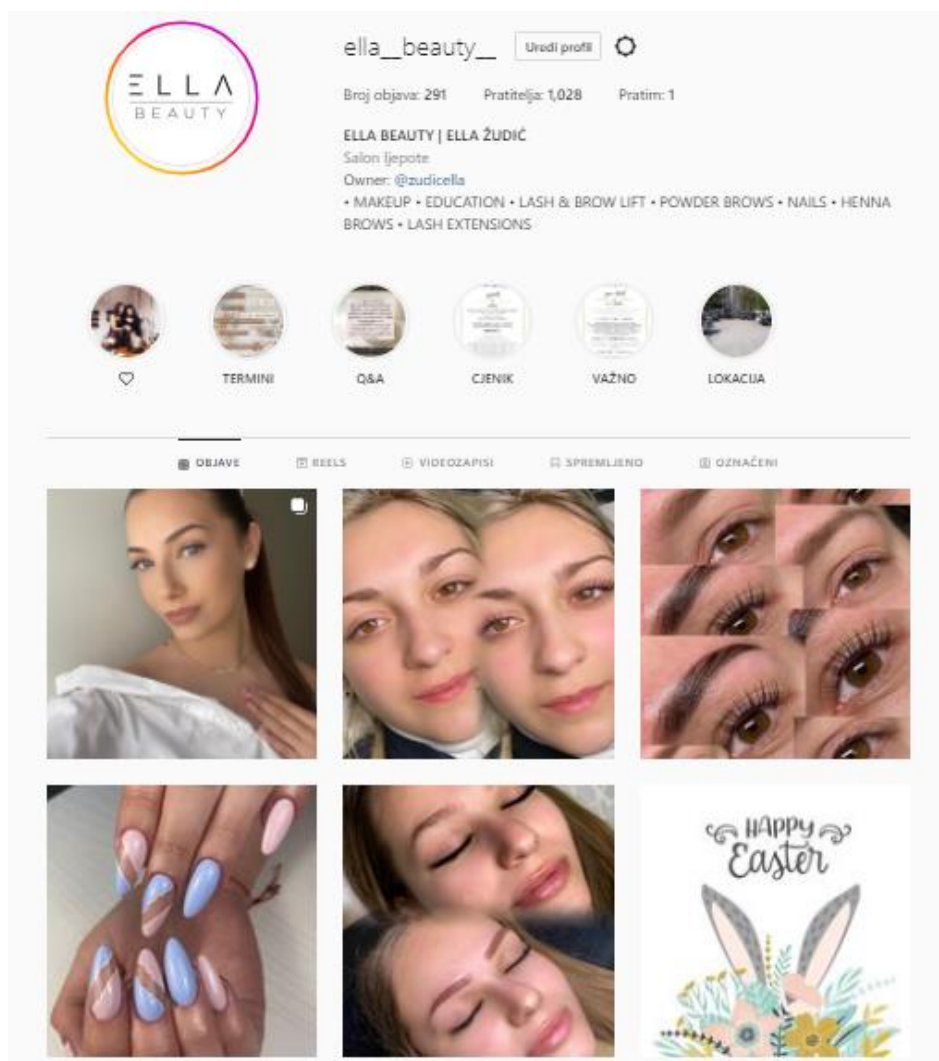 ELLA
BEAUTY
ella__beauty__ Uredi profil
Broj objava: 291 Pratitelja: 1,028 Pratim: 1
ELLA BEAUTY | ELLA ŽUDIĆ
Salon ljepote
Owner: @zudicella
• MAKEUP • EDUCATION • LASH & BROW LIFT • POWDER BROWS • NAILS • HENNA
BROWS • LASH EXTENSIONS
TERMINI Q&A CJENIK VAŽNO LOKACIJA
OBJAVE REELS VIDEOZAPISI SPREMLJENO OZNAČENI
HAPPY
Easter